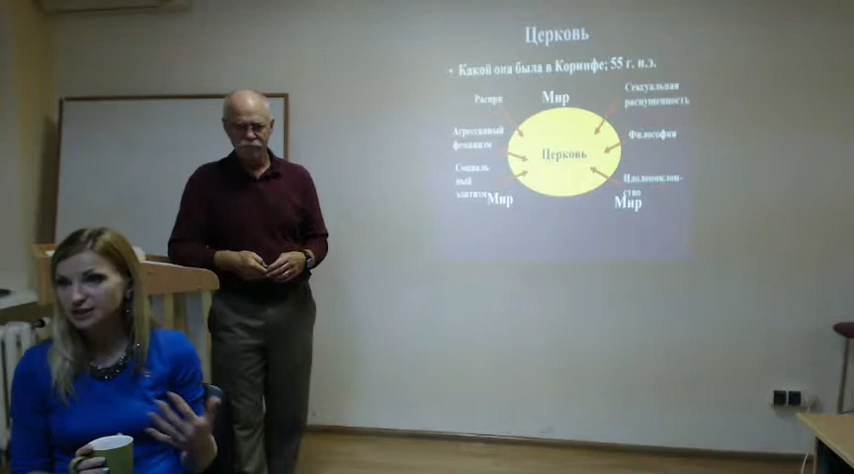 Церковь
• Какой она была в Коринфе; 55 г. н.э.
Распри
Мир
Сексуальная
распущенность
Агрессивный
феминизм
Философия
Церковь
Социаль-
ный
элитизм
Идолопоклон-
ство
Мир
Мир